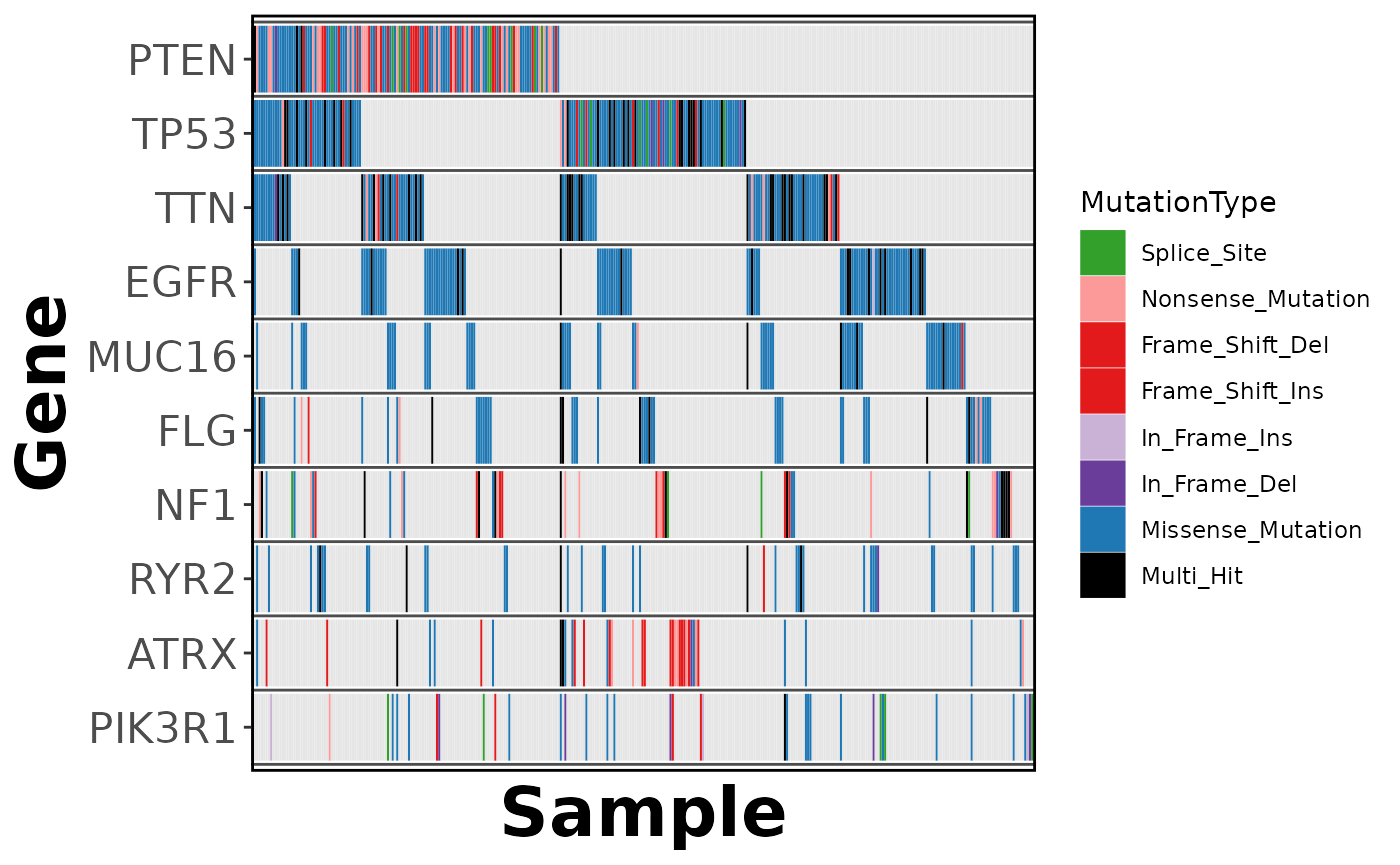 Gene
PTEN
TP53
TTN
EGFR
MUC16
FLG
NF1
RYR2
ATRX
PIK3R1
Sample
MutationType
Splice_Site
Nonsense_Mutation
Frame_Shift_Del
Frame_Shift_Ins
In_Frame_Ins
In_Frame_Del
Missense_Mutation
Multi_Hit